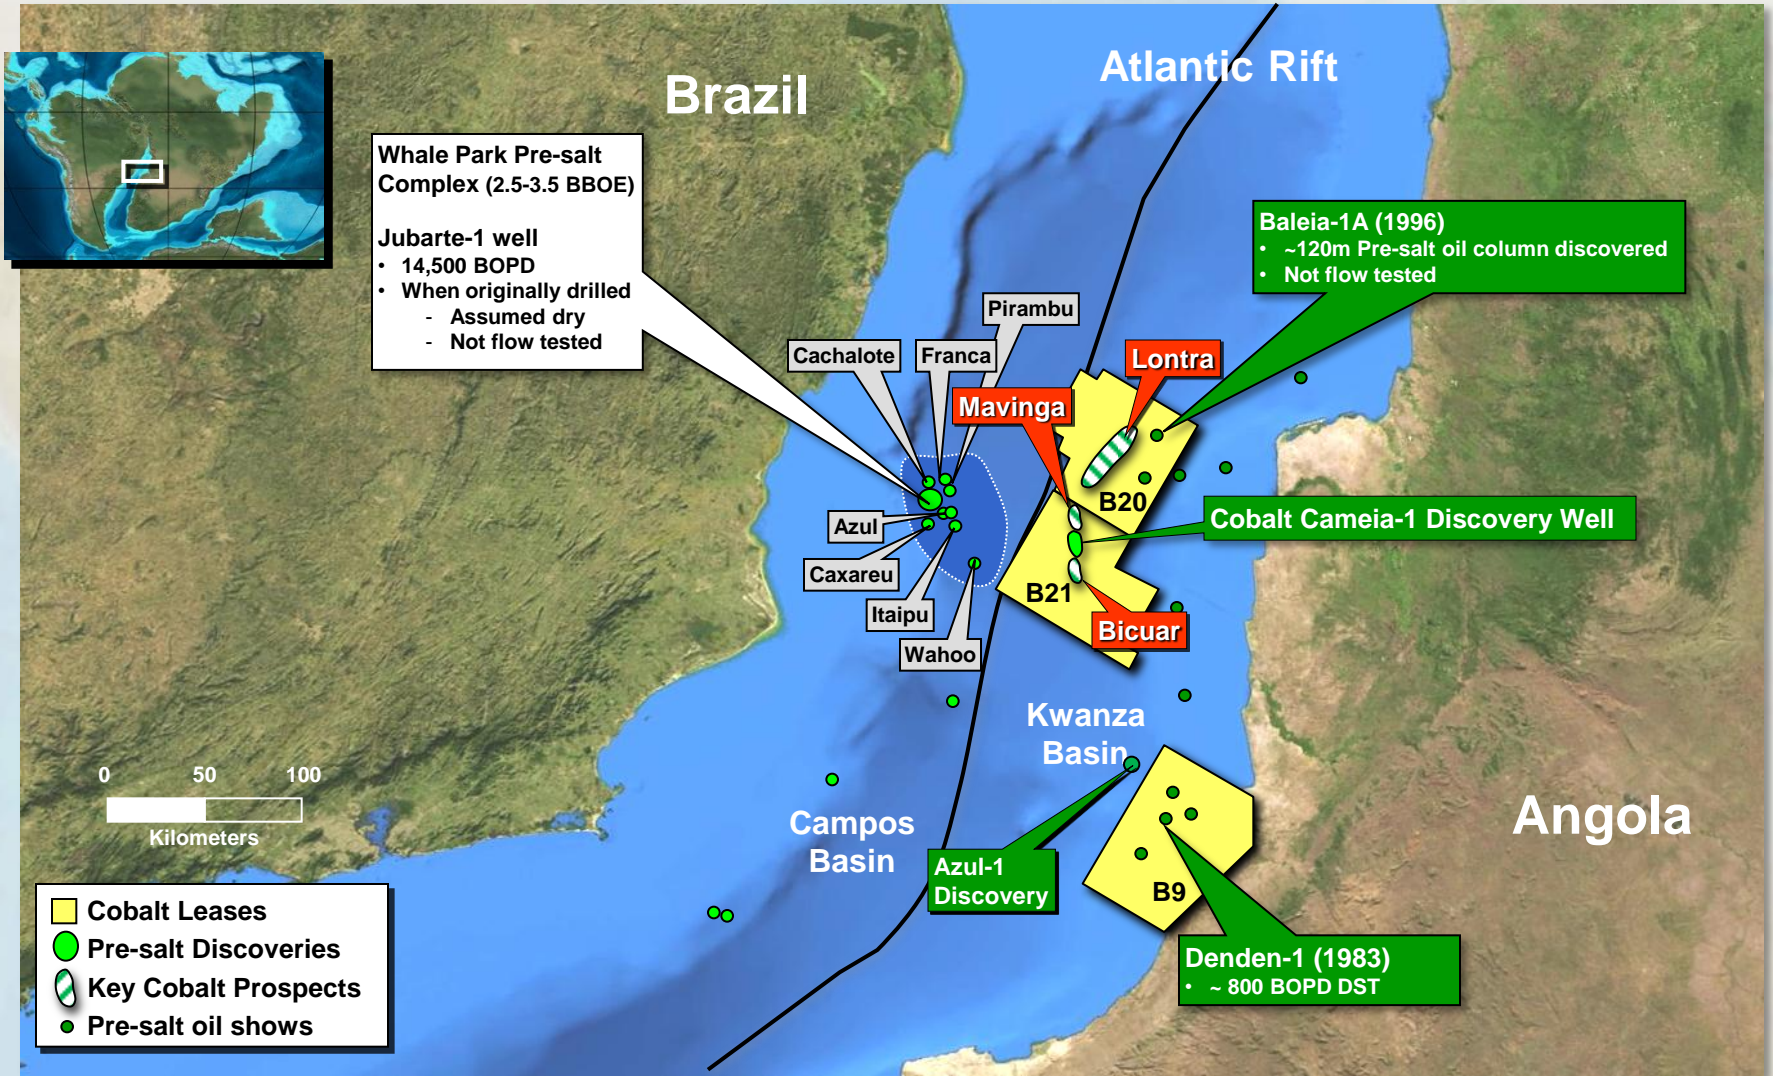 Brazil
Atlantic Rift
Whale Park Pre-salt
Complex (2.5-3.5 BBOE)
Jubarte-1 well
• 14,500 BOPD
• When originally drilled
- Assumed dry
- Not flow tested
Baleia-1A (1996)
• ~120m Pre-salt oil column discovered
• Not flow tested
Pirambu
Cachalote
Franca
Lontra
Mavinga
B20
Azul
Cobalt Cameia-1 Discovery Well
Caxareu
B21
Itaipu
Bicuar
Wahoo
Kwanza
Basin
0 50 100
Kilometers
Campos
Basin
Angola
Azul-1
Discovery
B9
Denden-1 (1983)
• ~ 800 BOPD DST
Cobalt Leases
Pre-salt Discoveries
Key Cobalt Prospects
Pre-salt oil shows